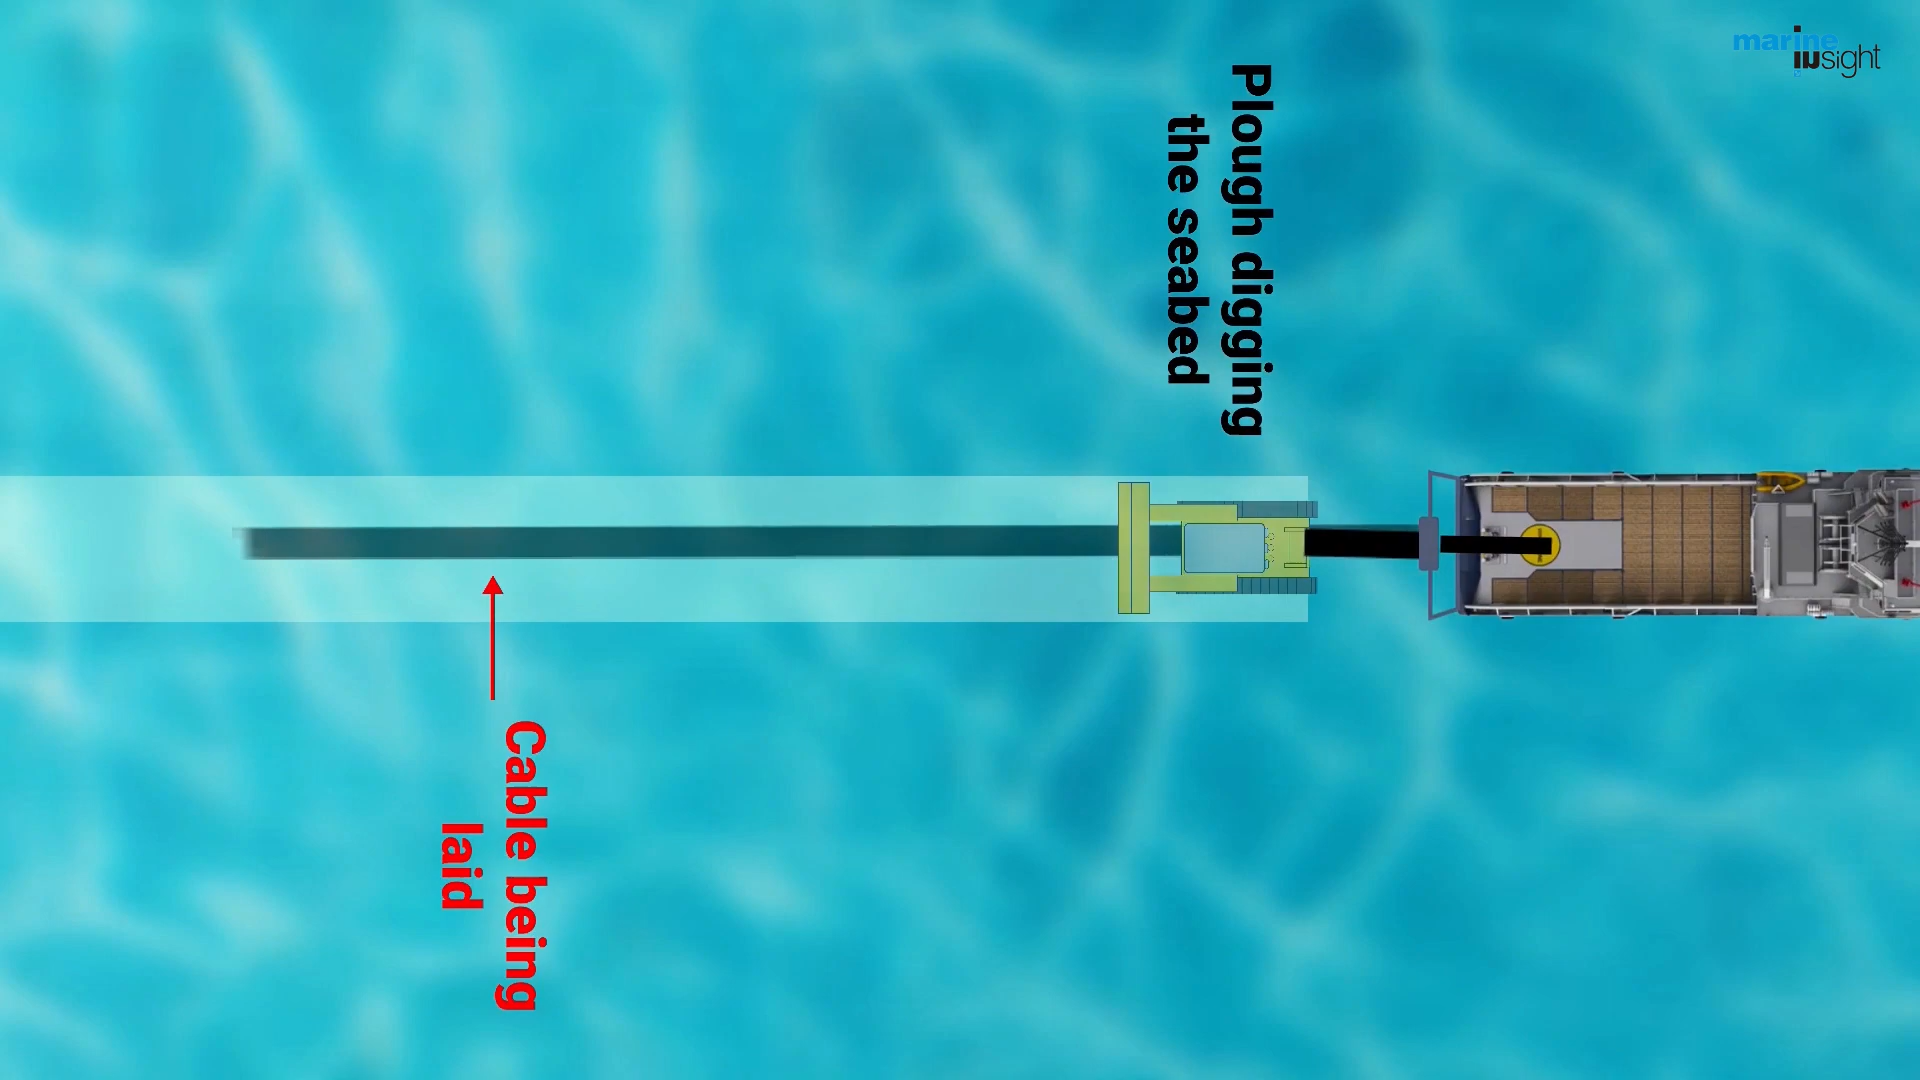 marine
insight
Plough digging
the seabed
Cable being
laid